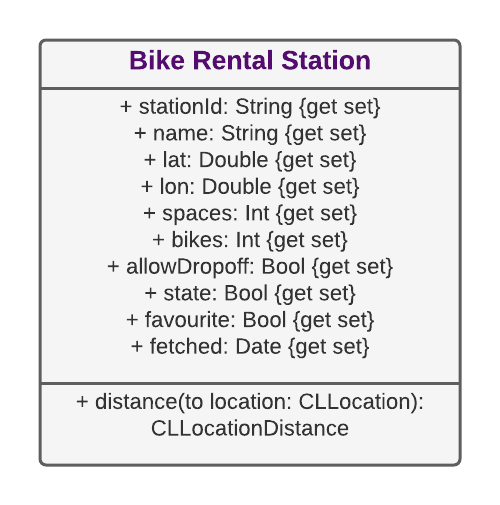 Bike Rental Station
+ stationId: String {get set}
+ name: String {get set}
+ lat: Double {get set}
+ lon: Double {get set}
+ spaces: Int {get set}
+ bikes: Int {get set}
+ allowDropoff: Bool {get set}
+ state: Bool {get set}
+ favourite: Bool {get set}
+ fetched: Date {get set}
+ distance(to location: CLLocation):
CLLocationDistance